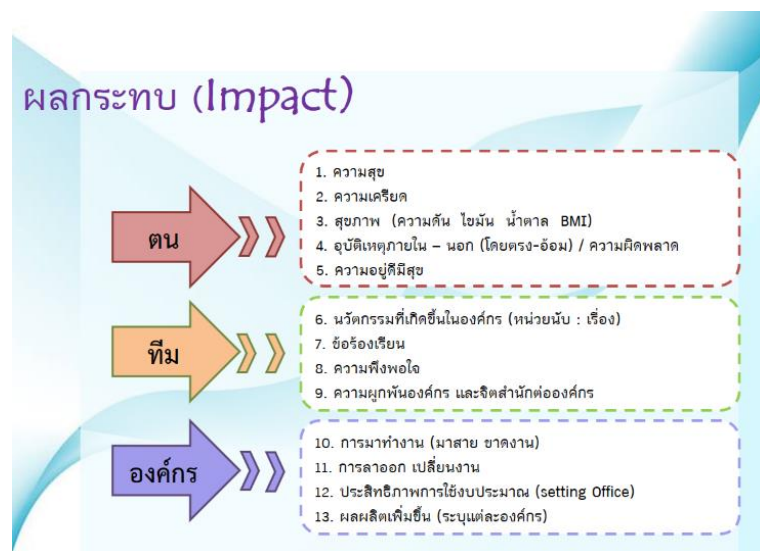 ผลกระทบ (Impact)
ตน
1. ความสุข
2. ความเครียด
3. สุขภาพ (ความดัน ไขมัน น้ำตาล BMI)
4. อุบัติเหตุภายใน – นอก (โดยตรง-อ้อม) / ความผิดพลาด
5. ความอยู่ดีมีสุข
ทีม
6. นวัตกรรมที่เกิดขึ้นในองค์กร (หน่วยนับ : เรื่อง)
7. ข้อร้องเรียน
8. ความพึงพอใจ
9. ความผูกพันองค์กร และจิตสำนักต่อองค์กร
องค์กร
10. การมาทำงาน (มาสาย ขาดงาน)
11. การลาออก เปลี่ยนงาน
12. ประสิทธิภาพการใช้งบประมาณ (setting Office)
13. ผลผลิตเพิ่มขึ้น (ระบุแต่ละองค์กร)